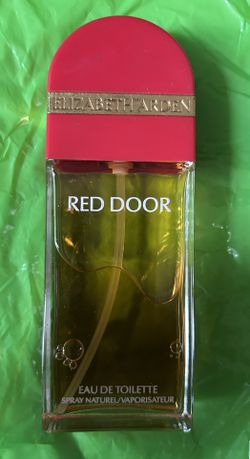 ELIZABETH ARDEN
RED DOOR
EAU DE TOILETTE
SPRAY NATUREL/VAPORISATEUR